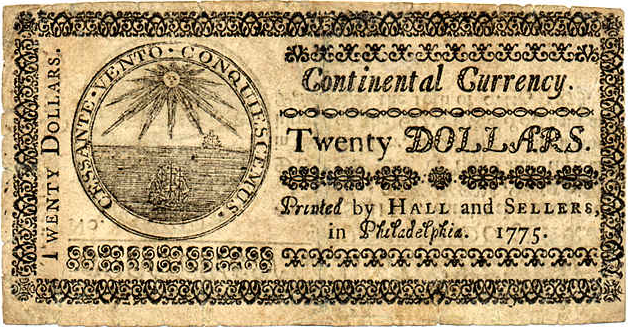 TWENTY DOLLARS.
CESSANTE · VENTO · CONQUIESCEMUS ·
Continental Currency.
Twenty DOLLARS.
Printed by HALL and SELLERS,
in Philadelphia. 1775.